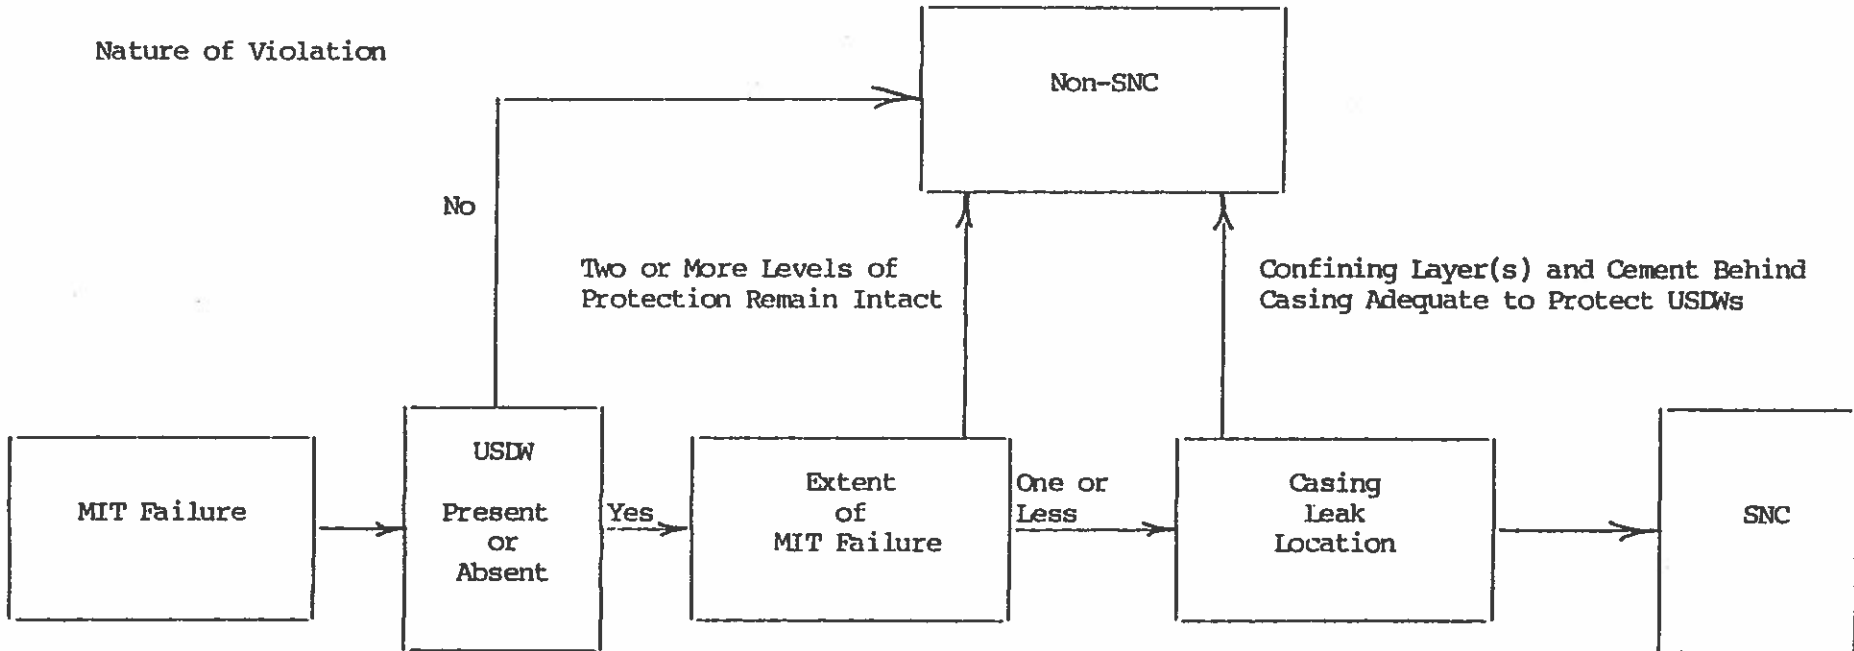 Nature of Violation
Non-SNC
No
Two or More Levels of
Protection Remain Intact
Confining Layer(s) and Cement Behind
Casing Adequate to Protect USDWs
MIT Failure
USDW
Present
or
Absent
Yes
Extent
of
MIT Failure
One or
Less
Casing
Leak
Location
SNC